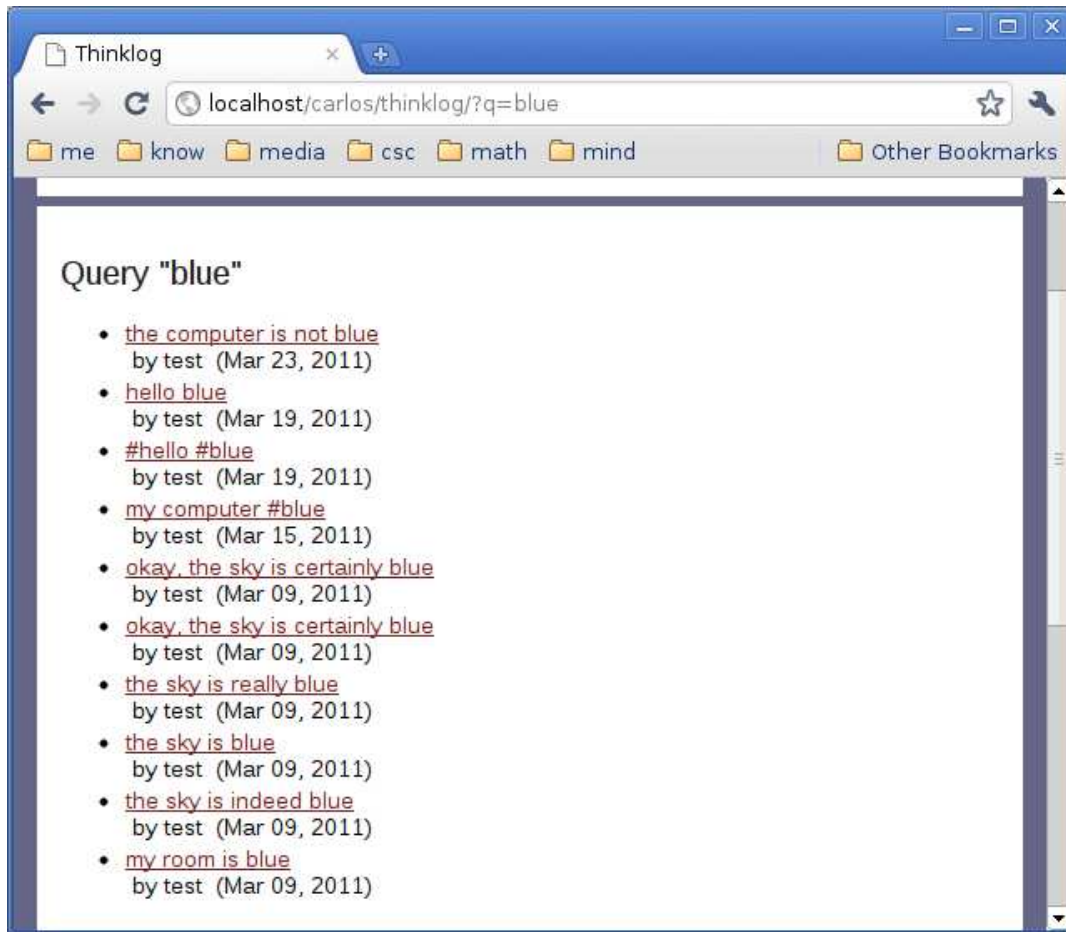 Thinklog
localhost/carlos/thinklog/?q=blue
me know media csc math mind Other Bookmarks
Query "blue"
the computer is not blue
by test (Mar 23, 2011)
hello blue
by test (Mar 19, 2011)
#hello #blue
by test (Mar 19, 2011)
my computer #blue
by test (Mar 15, 2011)
okay, the sky is certainly blue
by test (Mar 09, 2011)
okay, the sky is certainly blue
by test (Mar 09, 2011)
the sky is really blue
by test (Mar 09, 2011)
the sky is blue
by test (Mar 09, 2011)
the sky is indeed blue
by test (Mar 09, 2011)
my room is blue
by test (Mar 09, 2011)